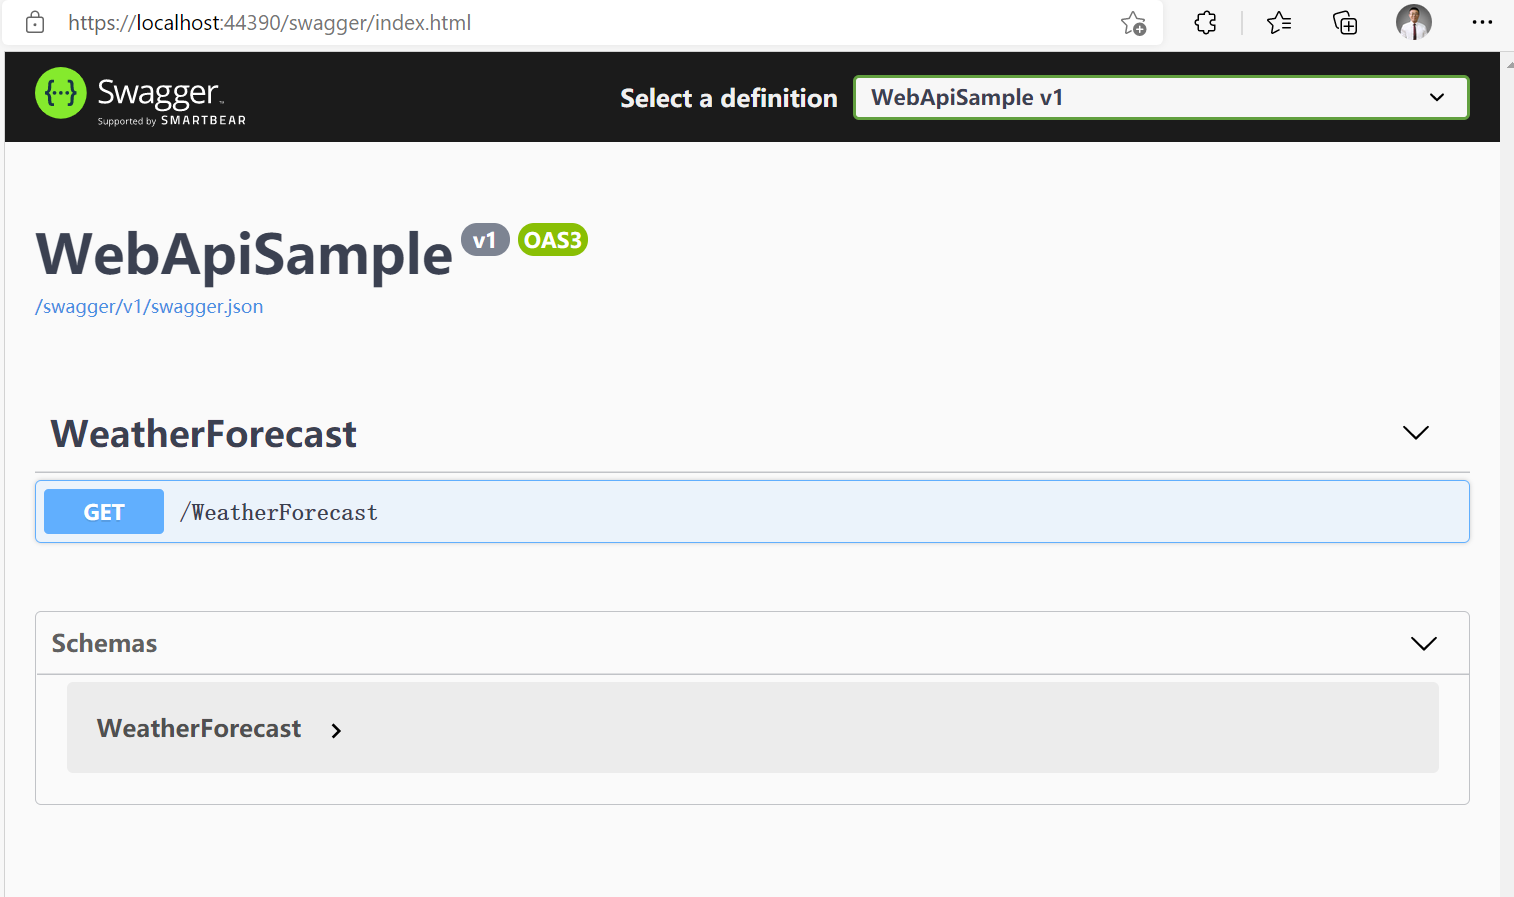 https://localhost:44390/swagger/index.html
{···} Swagger™
Supported by SMARTBEAR
Select a definition
WebApiSample v1
WebApiSample v1 OAS3
/swagger/v1/swagger.json
WeatherForecast
GET /WeatherForecast
Schemas
WeatherForecast